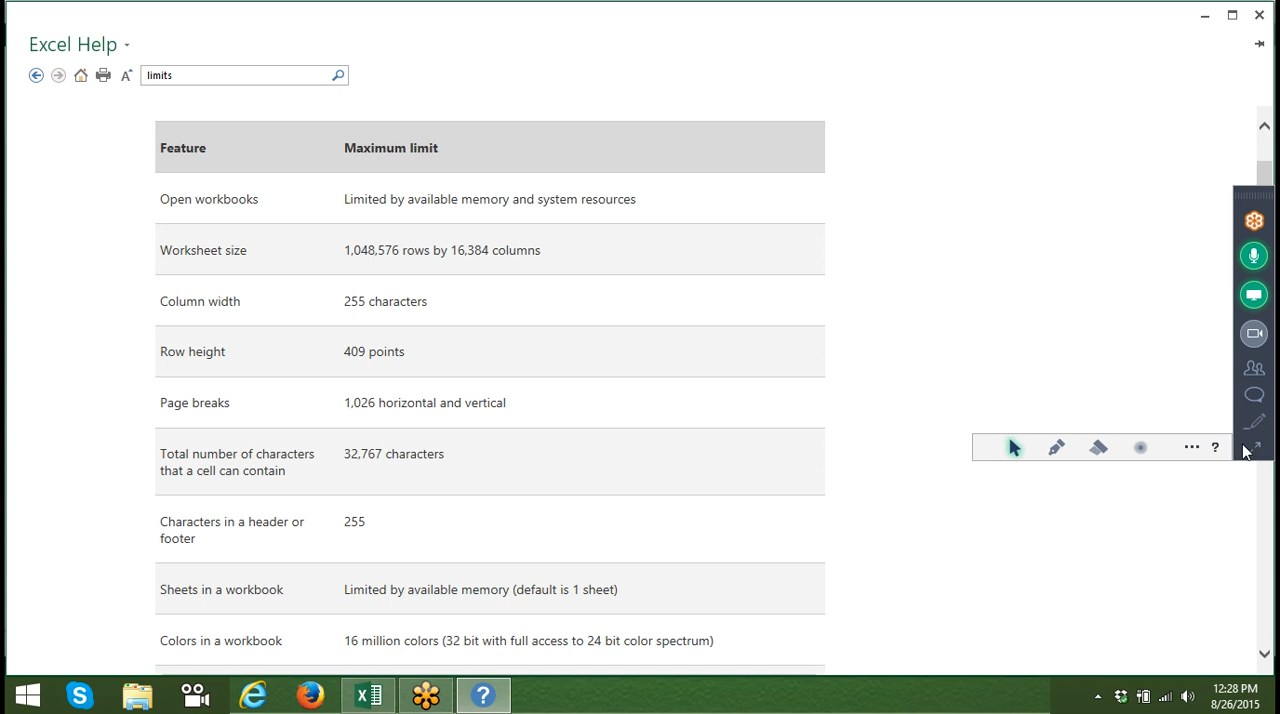 Excel Help
limits
Feature Maximum limit
Open workbooks Limited by available memory and system resources
Worksheet size 1,048,576 rows by 16,384 columns
Column width 255 characters
Row height 409 points
Page breaks 1,026 horizontal and vertical
Total number of characters 32,767 characters
that a cell can contain
Characters in a header or 255
footer
Sheets in a workbook Limited by available memory (default is 1 sheet)
Colors in a workbook 16 million colors (32 bit with full access to 24 bit color spectrum)
12:28 PM
8/26/2015